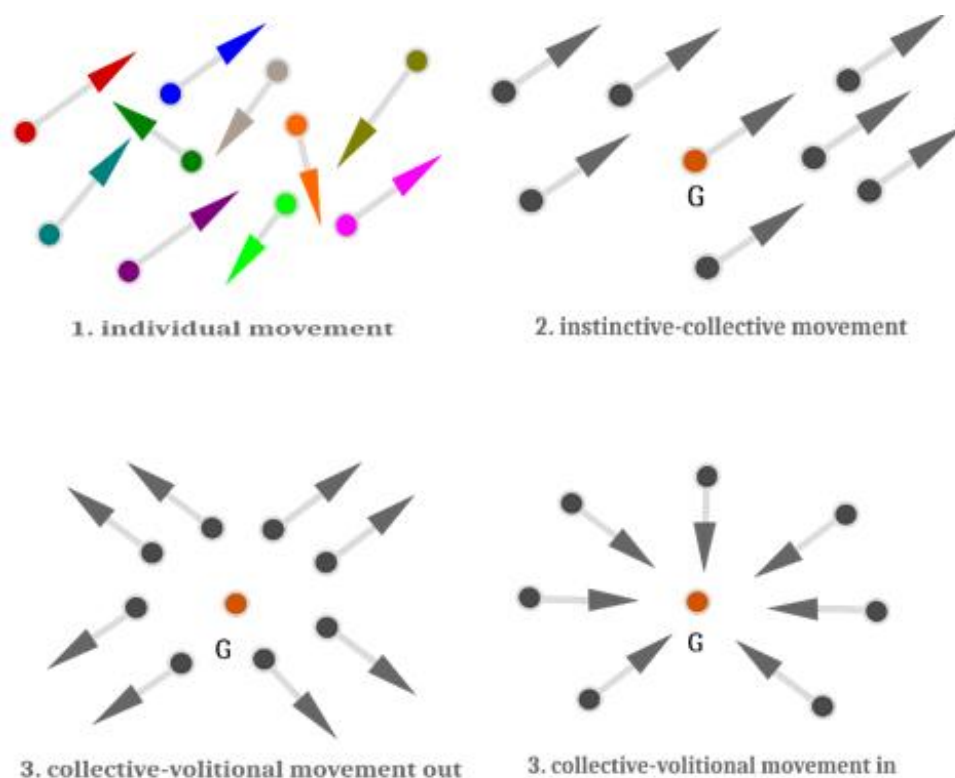 G
1. individual movement
2. instinctive-collective movement
G
G
3. collective-volitional movement out
3. collective-volitional movement in